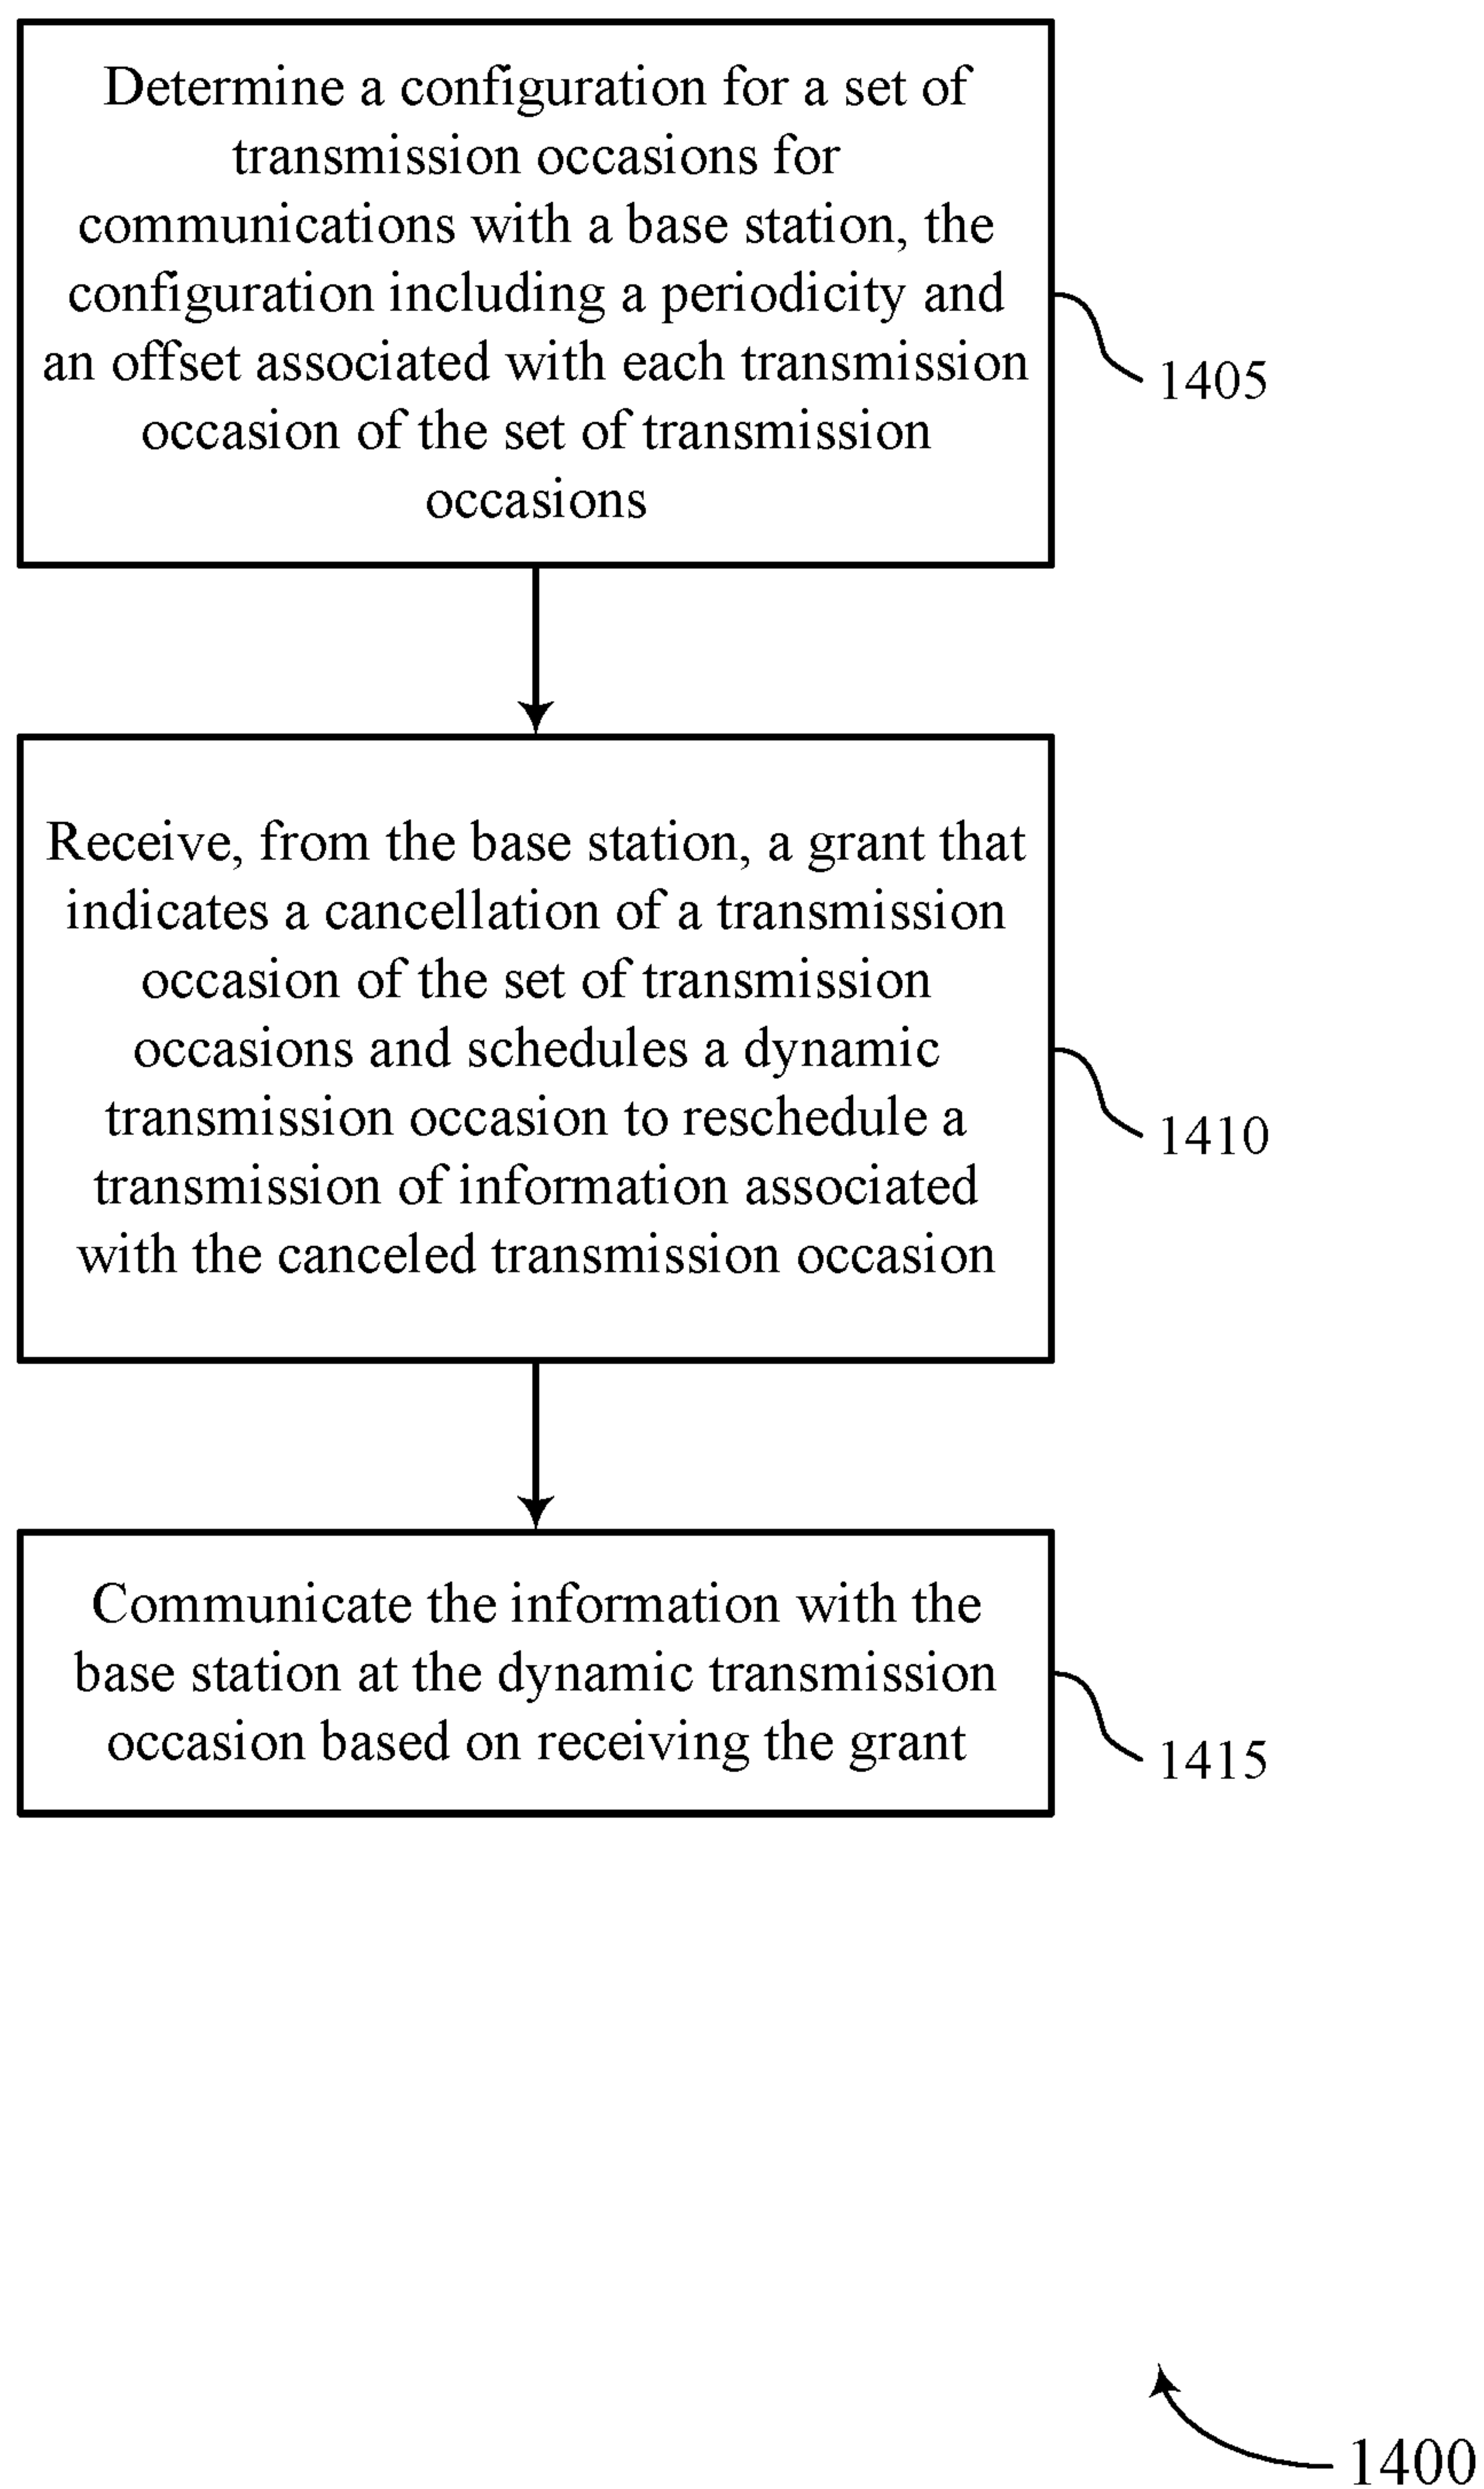 Determine a configuration for a set of
transmission occasions for
communications with a base station, the
configuration including a periodicity and
an offset associated with each transmission
occasion of the set of transmission
occasions
1405
Receive, from the base station, a grant that
indicates a cancellation of a transmission
occasion of the set of transmission
occasions and schedules a dynamic
transmission occasion to reschedule a
transmission of information associated
with the canceled transmission occasion
1410
Communicate the information with the
base station at the dynamic transmission
occasion based on receiving the grant
1415
1400